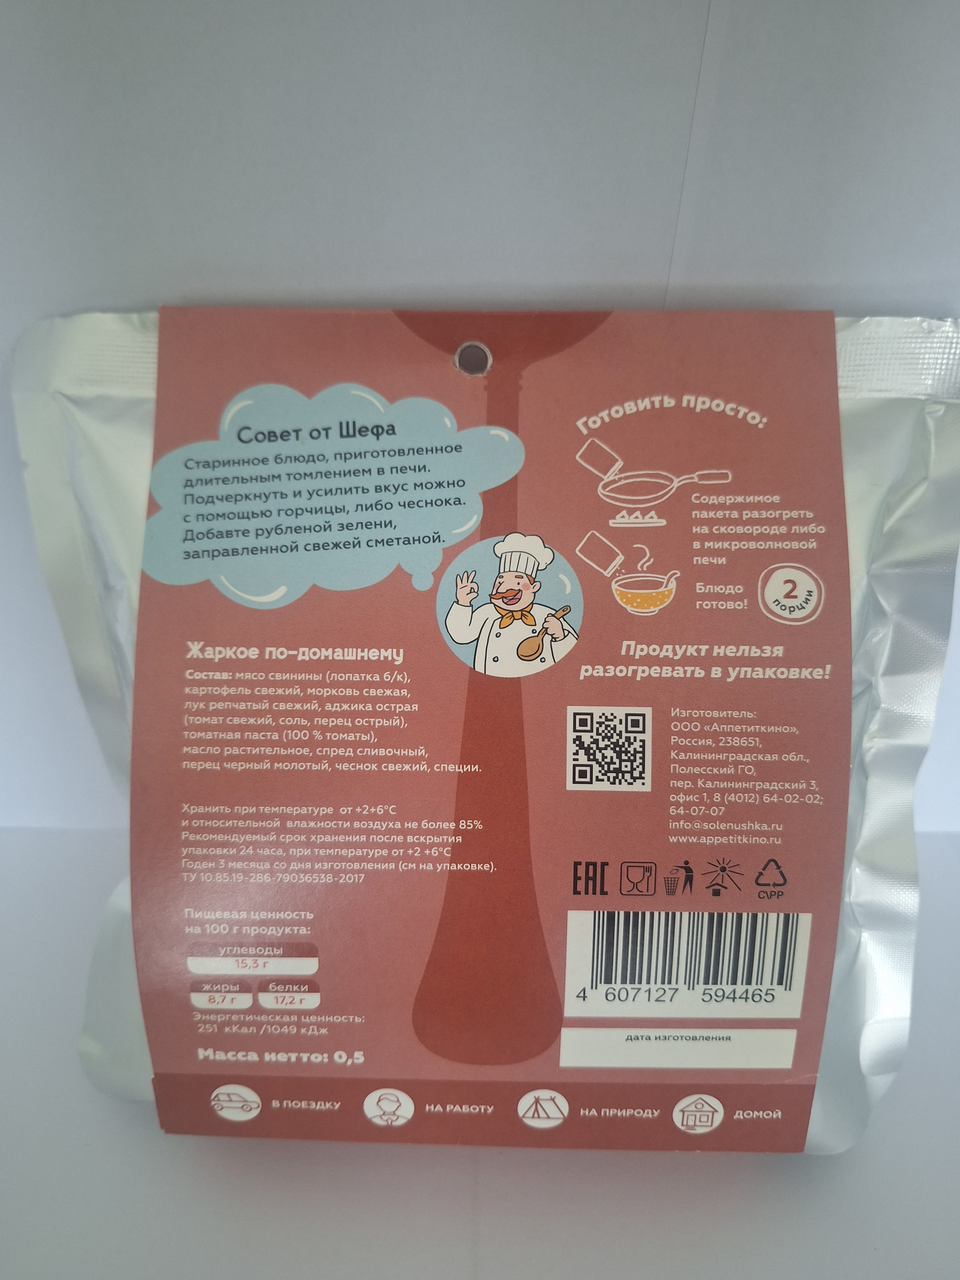 Совет от Шефа
Старинное блюдо, приготовленное
длительным томлением в печи.
Подчеркнуть и усилить вкус можно
с помощью горчицы, либо чеснока.
Добавте рубленой зелени,
заправленной свежей сметаной.
Готовить просто:
Содержимое
пакета разогреть
на сковороде либо
в микроволновой
печи
Блюдо
готово!
2
порции
Продукт нельзя
разогревать в упаковке!
Жаркое по-домашнему
Состав: мясо свинины (лопатка б/к),
картофель свежий, морковь свежая,
лук репчатый свежий, аджика острая
(томат свежий, соль, перец острый),
томатная паста (100 % томаты),
масло растительное, спред сливочный,
перец черный молотый, чеснок свежий, специи.
Хранить при температуре от +2+6°С
и относительной влажности воздуха не более 85%
Рекомендуемый срок хранения после вскрытия
упаковки 24 часа, при температуре от +2 +6°С
Годен 3 месяца со дня изготовления (см на упаковке).
ТУ 10.85.19-286-79036538-2017
Пищевая ценность
на 100 г продукта:
углеводы
15,3 г
жиры белки
8,7 г 17,2 г
Энергетическая ценность:
251 кКал /1049 кДж
Масса нетто: 0,5
Изготовитель:
ООО «Аппетиткино»,
Россия, 238651,
Калининградская обл.,
Полесский ГО,
пер. Калининградский 3,
офис 1, 8 (4012) 64-02-02;
64-07-07
info@solenushka.ru
www.appetitkino.ru
ЕАС
C\PP
4 607127 594465
дата изготовления
В ПОЕЗДКУ НА РАБОТУ НА ПРИРОДУ ДОМОЙ